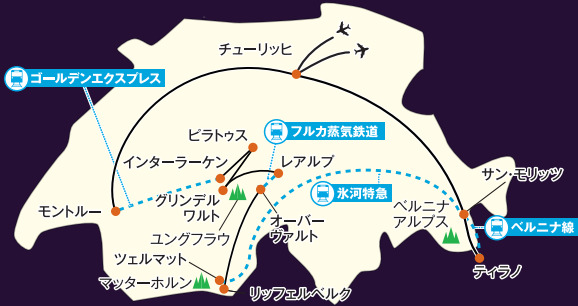 チューリッヒ
ゴールデンエクスプレス
ピラトゥス
フルカ蒸気鉄道
インターラーケン
レアルプ
サン・モリッツ
グリンデル
ワルト
氷河特急
モントルー
ベルニナ
アルプス
オーバー
ヴァルト
ベルニナ線
ユングフラウ
ツェルマット
ティラノ
マッターホルン
リッフェルベルク